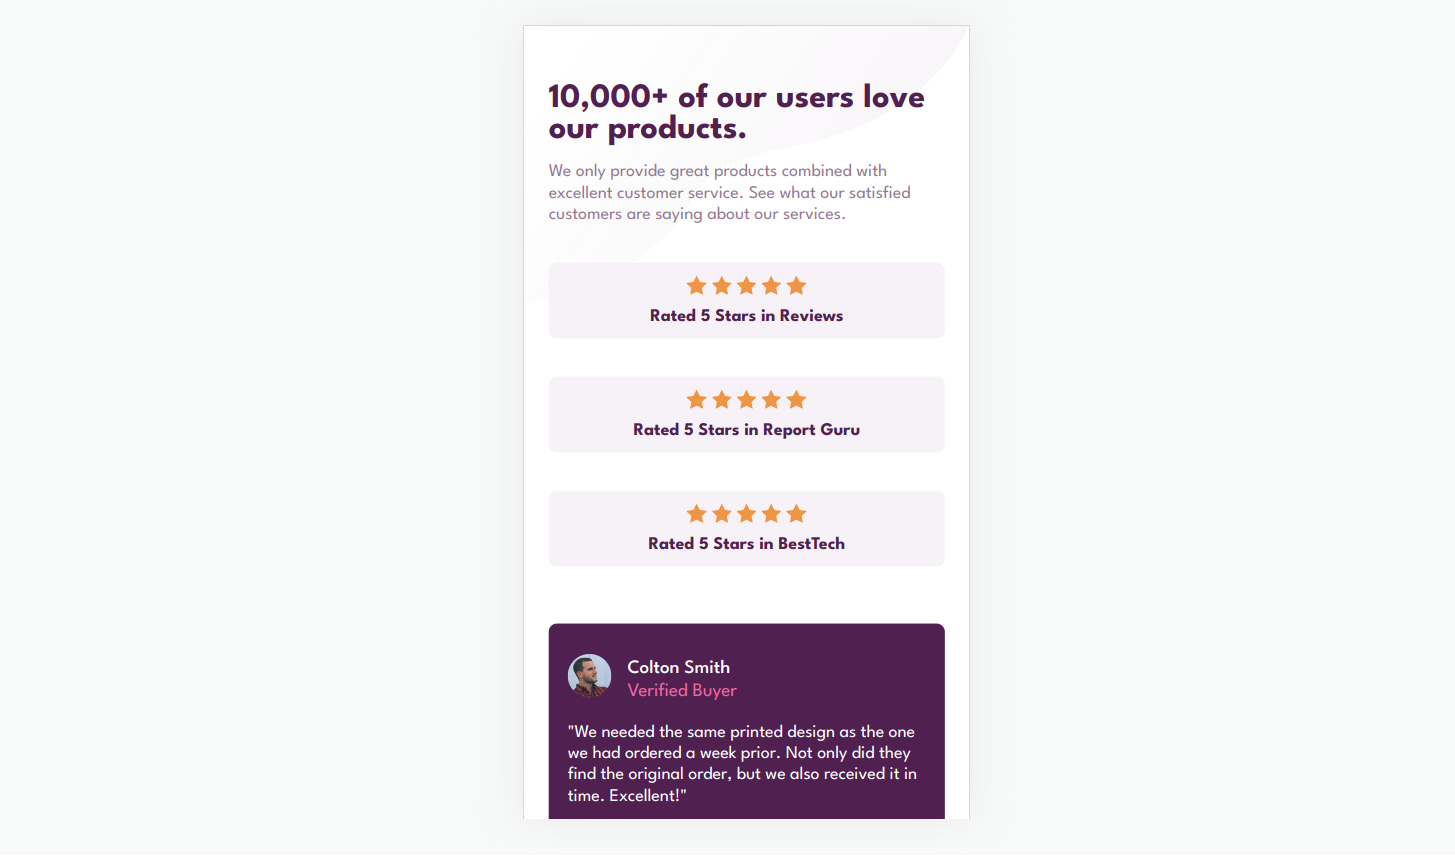 10,000+ of our users love
our products.
We only provide great products combined with
excellent customer service. See what our satisfied
customers are saying about our services.
Rated 5 Stars in Reviews
Rated 5 Stars in Report Guru
Rated 5 Stars in BestTech
Colton Smith
Verified Buyer
"We needed the same printed design as the one
we had ordered a week prior. Not only did they
find the original order, but we also received it in
time. Excellent!"